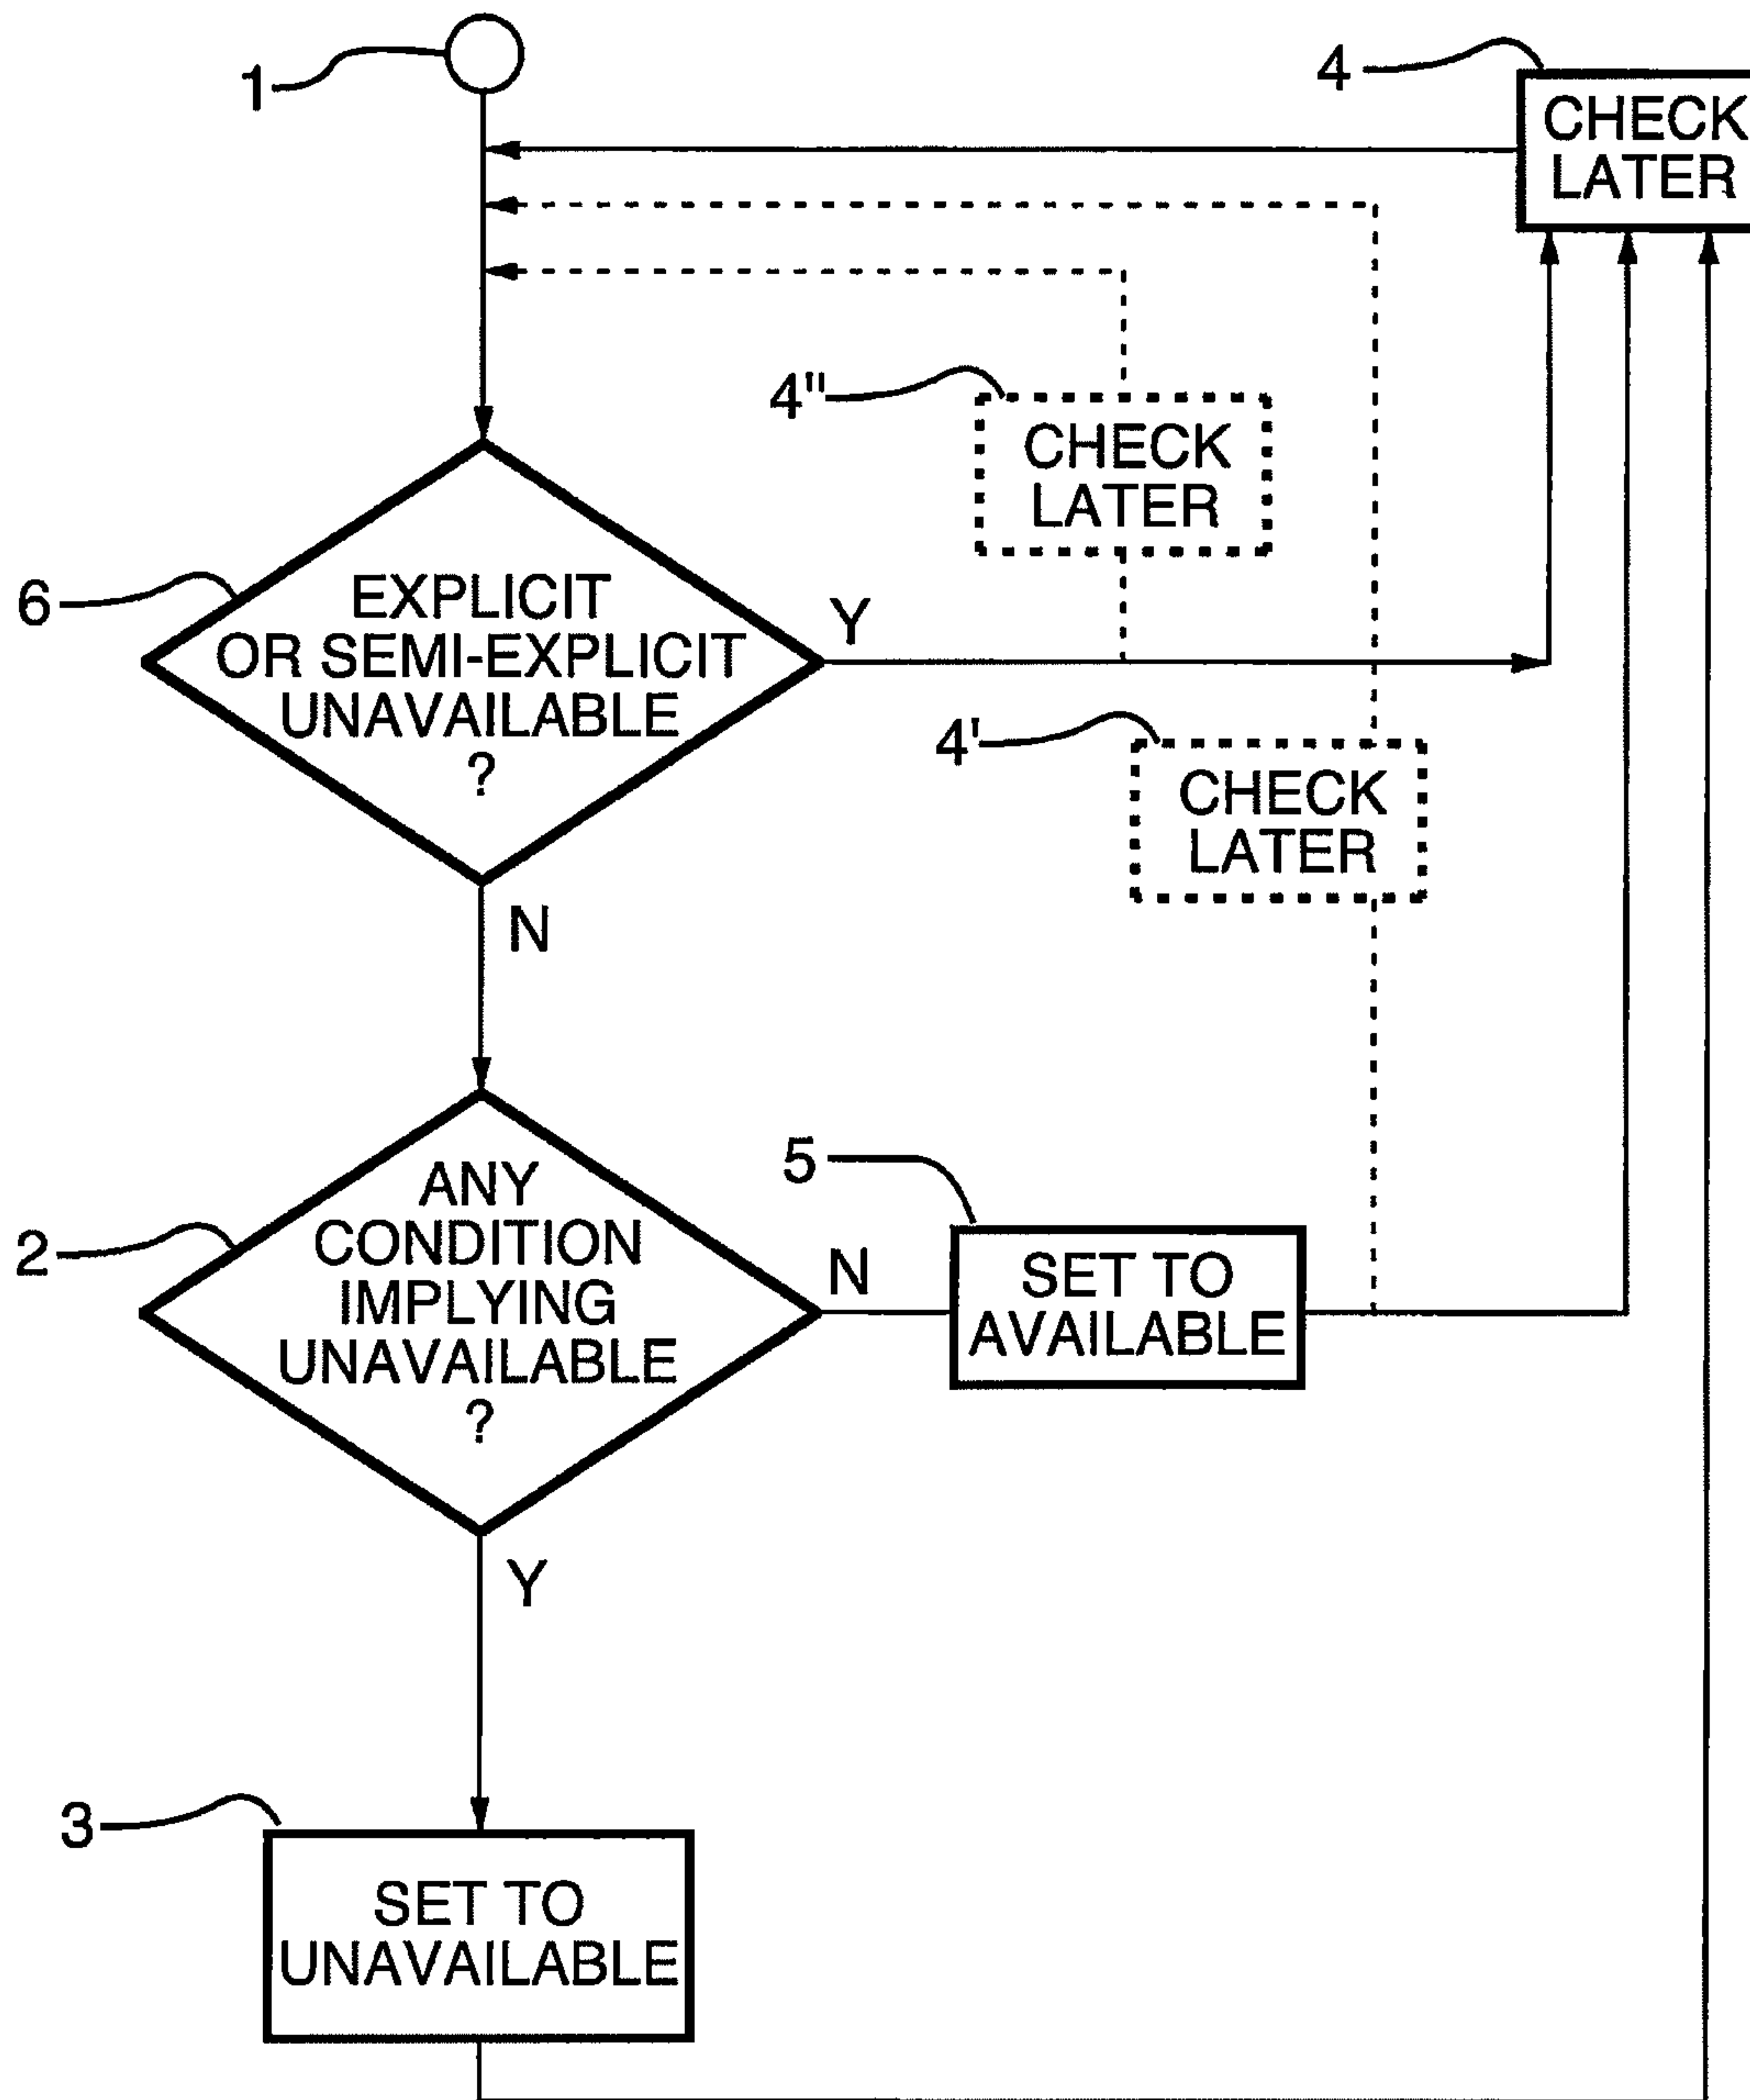 1
4
CHECK
LATER
4"
CHECK
LATER
6
EXPLICIT
OR SEMI-EXPLICIT
UNAVAILABLE
?
Y
4'
CHECK
LATER
N
2
ANY
CONDITION
IMPLYING
UNAVAILABLE
?
N
5
SET TO
AVAILABLE
Y
3
SET TO
UNAVAILABLE